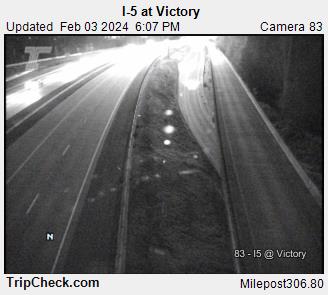 I-5 at Victory
Updated  Feb 03 2024  6:07 PM    Camera 83
T
N
83 - I5 @ Victory
TripCheck.com    Milepost306.80